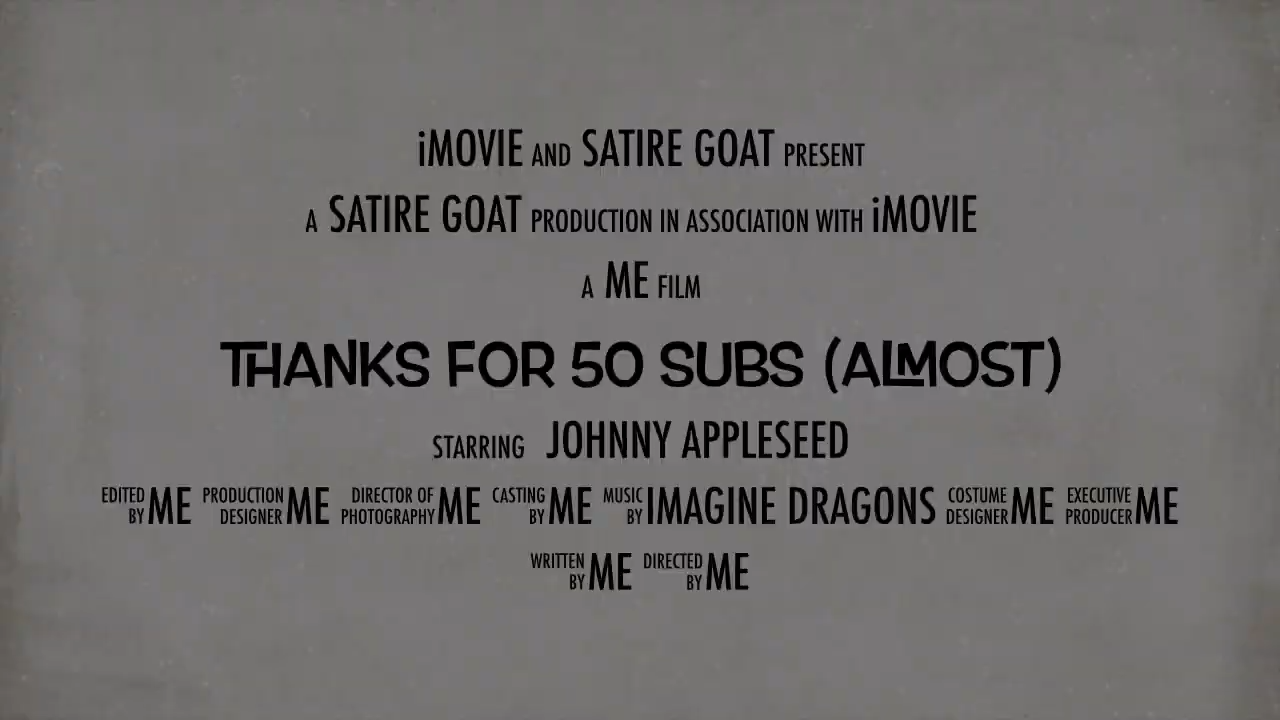 iMOVIE AND SATIRE GOAT PRESENT
A SATIRE GOAT PRODUCTION IN ASSOCIATION WITH iMOVIE
A ME FILM
THANKS FOR 50 SUBS (ALMOST)
STARRING JOHNNY APPLESEED
EDITED BY ME PRODUCTION DESIGNER ME DIRECTOR OF PHOTOGRAPHY ME CASTING BY ME MUSIC BY IMAGINE DRAGONS COSTUME DESIGNER ME EXECUTIVE PRODUCER ME
WRITTEN BY ME DIRECTED BY ME